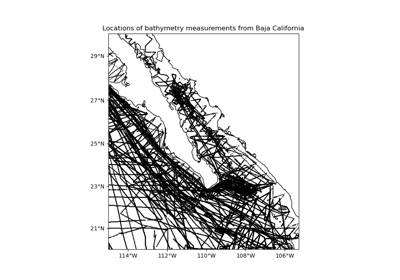 Locations of bathymetry measurements from Baja California
29°N
27°N
25°N
23°N
21°N
114°W 112°W 110°W 108°W 106°W